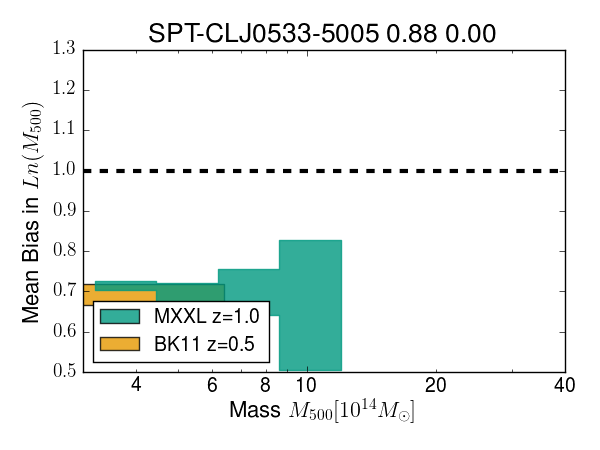 SPT-CLJ0533-5005 0.88 0.00
Mean Bias in Ln(M500)
1.3
1.2
1.1
1.0
0.9
0.8
0.7
0.6
0.5
MXXL z=1.0
BK11 z=0.5
4 6 8 10 20 40
Mass M500[10^14 M⊙]